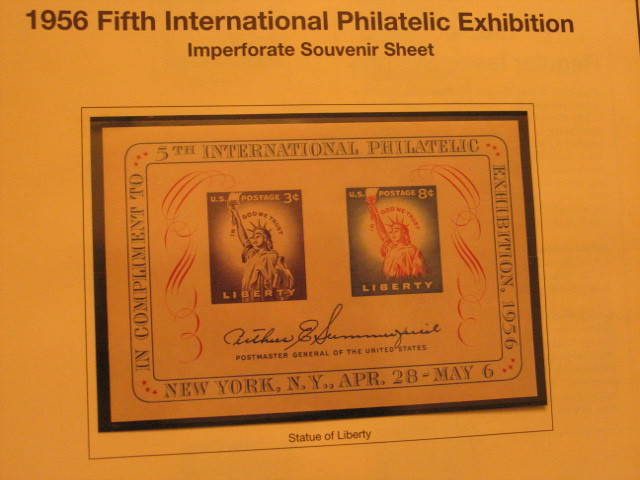 1956 Fifth International Philatelic Exhibition
Imperforate Souvenir Sheet
5TH INTERNATIONAL PHILATELIC
EXHIBITION, 1956
IN COMPLIMENT TO
U.S. POSTAGE 3¢
IN GOD WE TRUST
LIBERTY
U.S. POSTAGE 8¢
IN GOD WE TRUST
LIBERTY
Arthur E. Summerfield
POSTMASTER GENERAL OF THE UNITED STATES
NEW YORK, N.Y., APR. 28 - MAY 6
Statue of Liberty